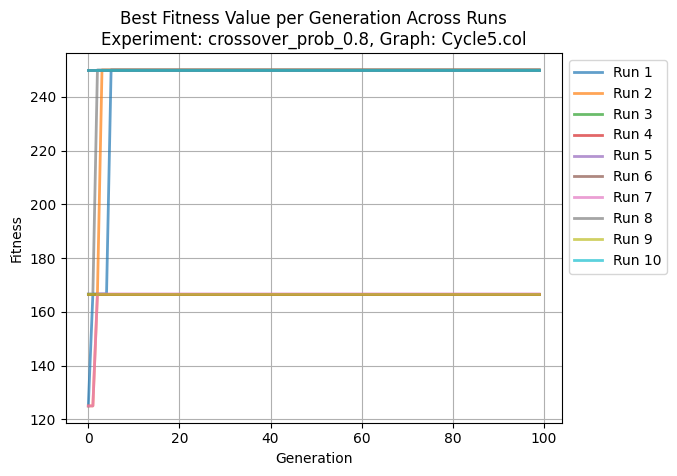 Best Fitness Value per Generation Across Runs
Experiment: crossover_prob_0.8, Graph: Cycle5.col
Fitness
240
220
200
180
160
140
120
0 20 40 60 80 100
Generation
Run 1
Run 2
Run 3
Run 4
Run 5
Run 6
Run 7
Run 8
Run 9
Run 10